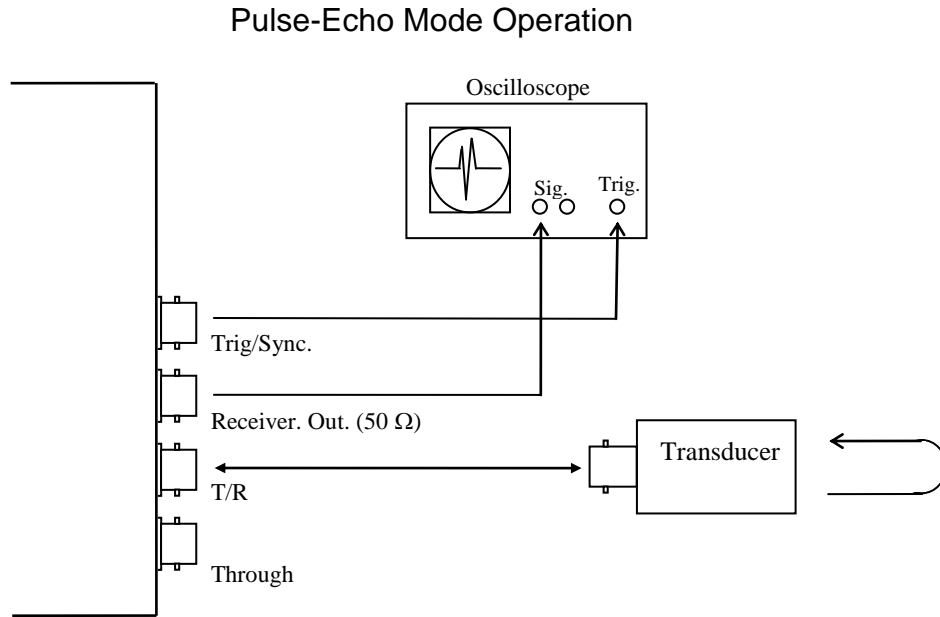 Pulse-Echo Mode Operation
Oscilloscope
Sig.
Trig.
Trig/Sync.
Receiver. Out. (50 Ω)
Transducer
T/R
Through